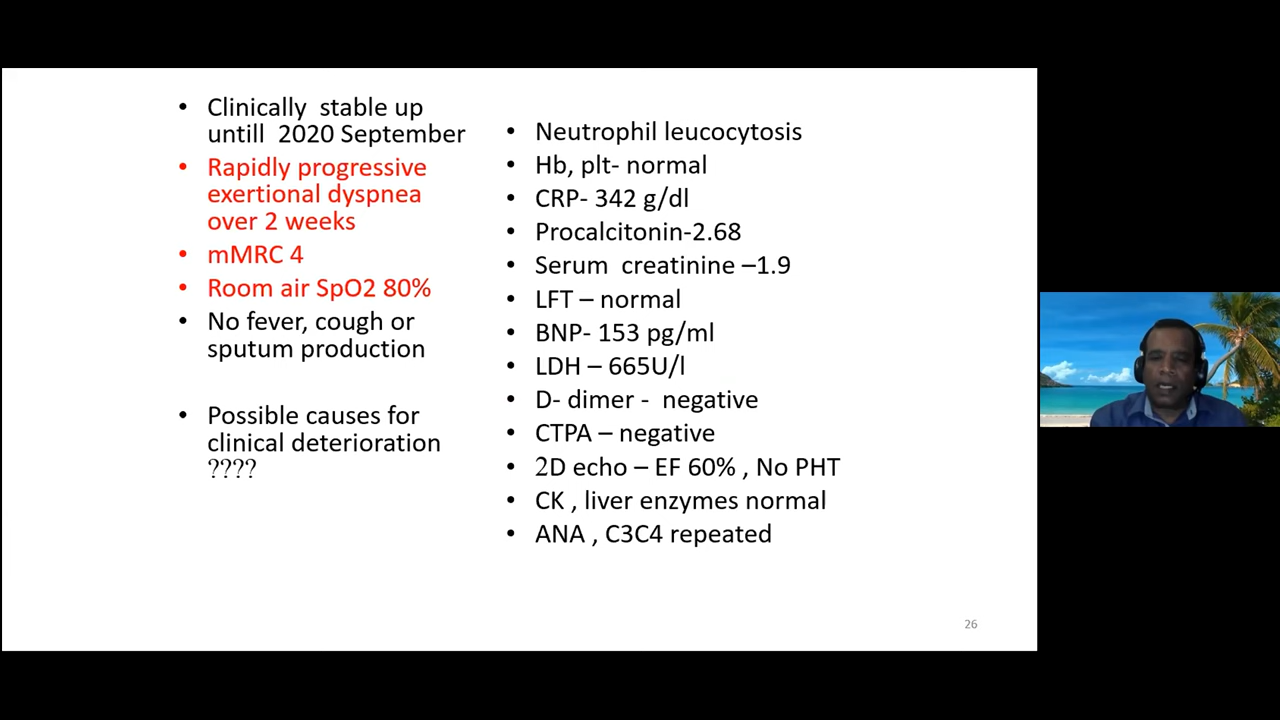 • Clinically stable up
untill 2020 September
• Rapidly progressive
exertional dyspnea
over 2 weeks
• mMRC 4
• Room air SpO2 80%
• No fever, cough or
sputum production
• Possible causes for
clinical deterioration
????
• Neutrophil leucocytosis
• Hb, plt- normal
• CRP- 342 g/dl
• Procalcitonin-2.68
• Serum creatinine –1.9
• LFT – normal
• BNP- 153 pg/ml
• LDH – 665U/l
• D- dimer - negative
• CTPA – negative
• 2D echo – EF 60% , No PHT
• CK , liver enzymes normal
• ANA , C3C4 repeated
26